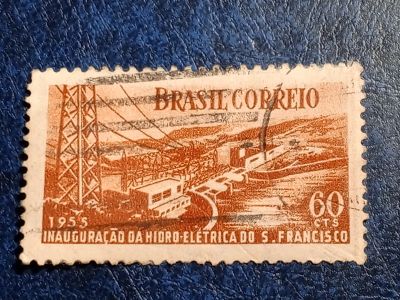 BRASIL CORREIO
60
CTS
1955
INAUGURAÇÃO DA HIDRO-ELÉTRICA DO S. FRANCISCO